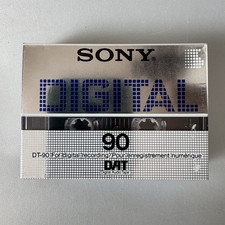 SONY
DIGITAL
90
DT-90 For digital recording/Pour enregistrement numérique
DAT